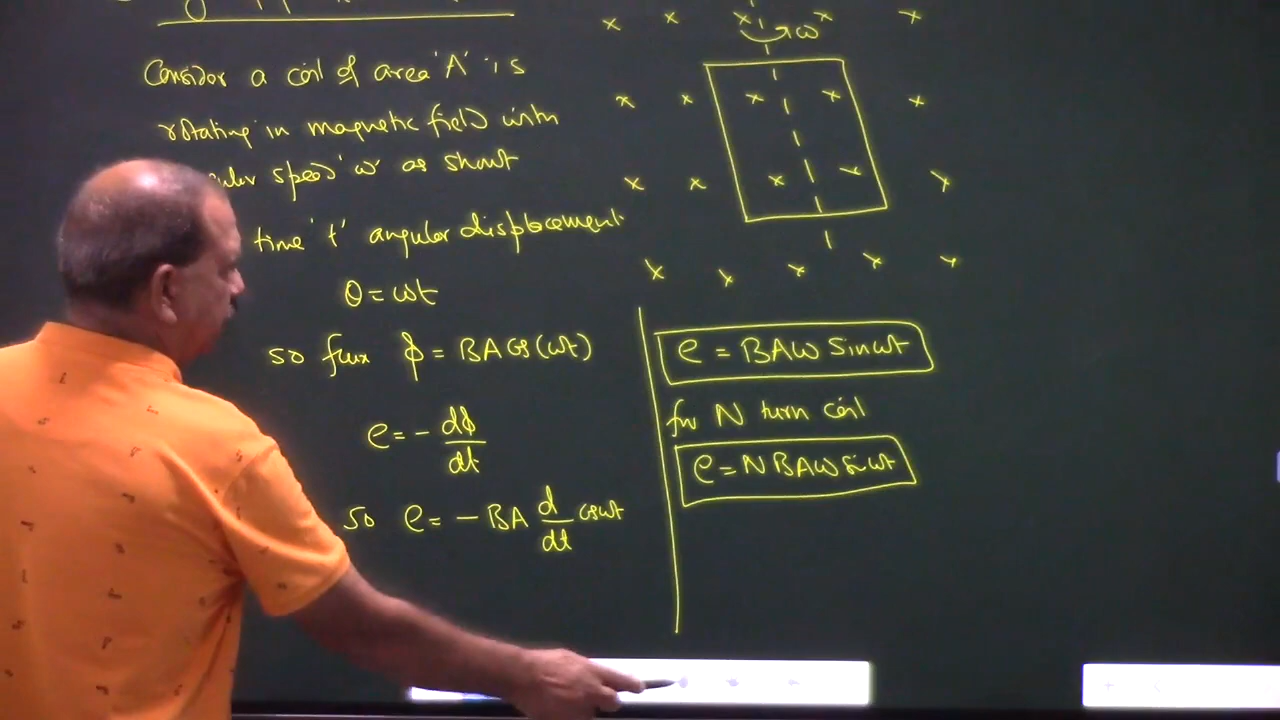 Consider a coil of area 'A' is
rotating in magnetic field with
speed 'ω' as shown
time 't' angular displacement
θ = ωt
so flux ϕ = BA cos(ωt)
e = - dϕ/dt
so e = - BA d/dt cosωt
ω
e = BAω sinωt
for N turn coil
e = N BAω sinωt